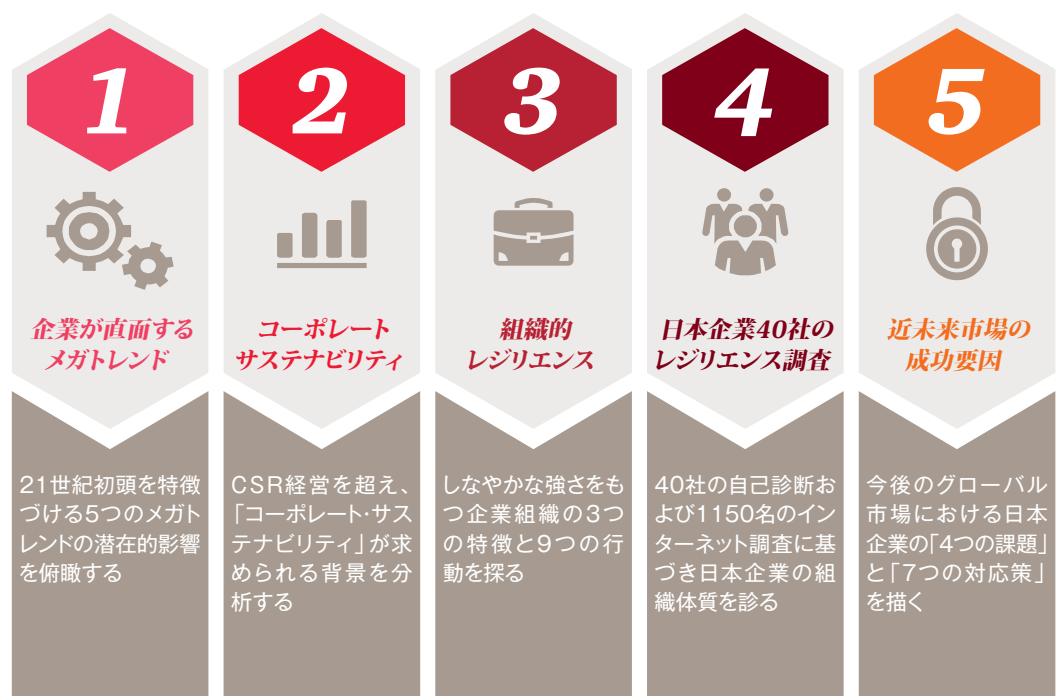 1
企業が直面する
メガトレンド
21世紀初頭を特徴
づける5つのメガト
レンドの潜在的影響
を俯瞰する
2
コーポレート
サステナビリティ
CSR経営を超え、
「コーポレート・サス
テナビリティ」が求
められる背景を分
析する
3
組織的
レジリエンス
しなやかな強さをも
つ企業組織の3つ
の特徴と9つの行
動を探る
4
日本企業40社の
レジリエンス調査
40社の自己診断お
よび1150名のイン
ターネット調査に基
づき日本企業の組
織体質を診る
5
近未来市場の
成功要因
今後のグローバル
市場における日本
企業の「4つの課題」
と「7つの対応策」
を描く